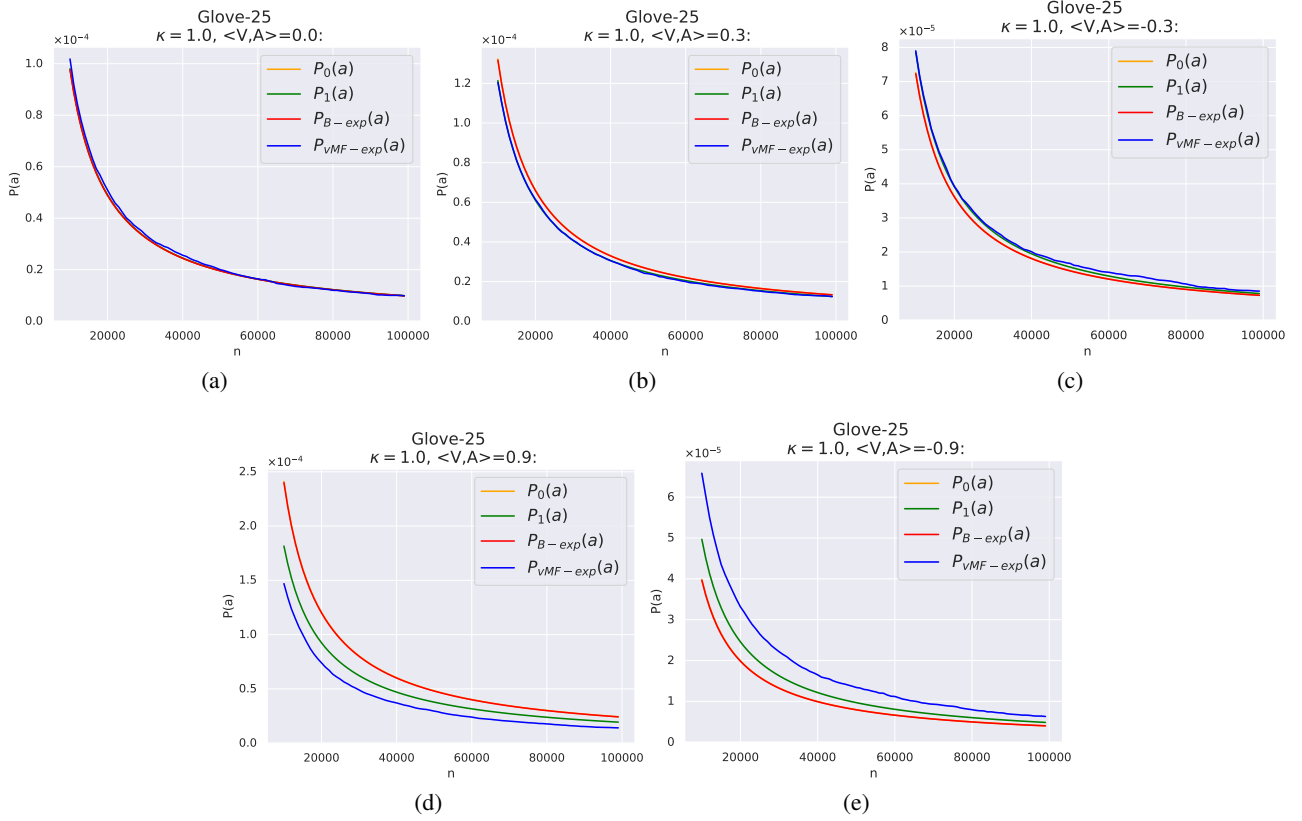 Glove-25
κ = 1.0, <V,A>=0.0:
×10⁻⁴
P₀(a)
P₁(a)
P_{B−exp}(a)
P_{vMF−exp}(a)
P(a)
1.0
0.8
0.6
0.4
0.2
0.0
20000 40000 60000 80000 100000
n
(a)
Glove-25
κ = 1.0, <V,A>=0.3:
×10⁻⁴
P₀(a)
P₁(a)
P_{B−exp}(a)
P_{vMF−exp}(a)
P(a)
1.2
1.0
0.8
0.6
0.4
0.2
0.0
20000 40000 60000 80000 100000
n
(b)
Glove-25
κ = 1.0, <V,A>=-0.3:
×10⁻⁵
P₀(a)
P₁(a)
P_{B−exp}(a)
P_{vMF−exp}(a)
P(a)
8
7
6
5
4
3
2
1
0
20000 40000 60000 80000 100000
n
(c)
Glove-25
κ = 1.0, <V,A>=0.9:
×10⁻⁴
P₀(a)
P₁(a)
P_{B−exp}(a)
P_{vMF−exp}(a)
P(a)
2.5
2.0
1.5
1.0
0.5
0.0
20000 40000 60000 80000 100000
n
(d)
Glove-25
κ = 1.0, <V,A>=-0.9:
×10⁻⁵
P₀(a)
P₁(a)
P_{B−exp}(a)
P_{vMF−exp}(a)
P(a)
6
5
4
3
2
1
0
20000 40000 60000 80000 100000
n
(e)